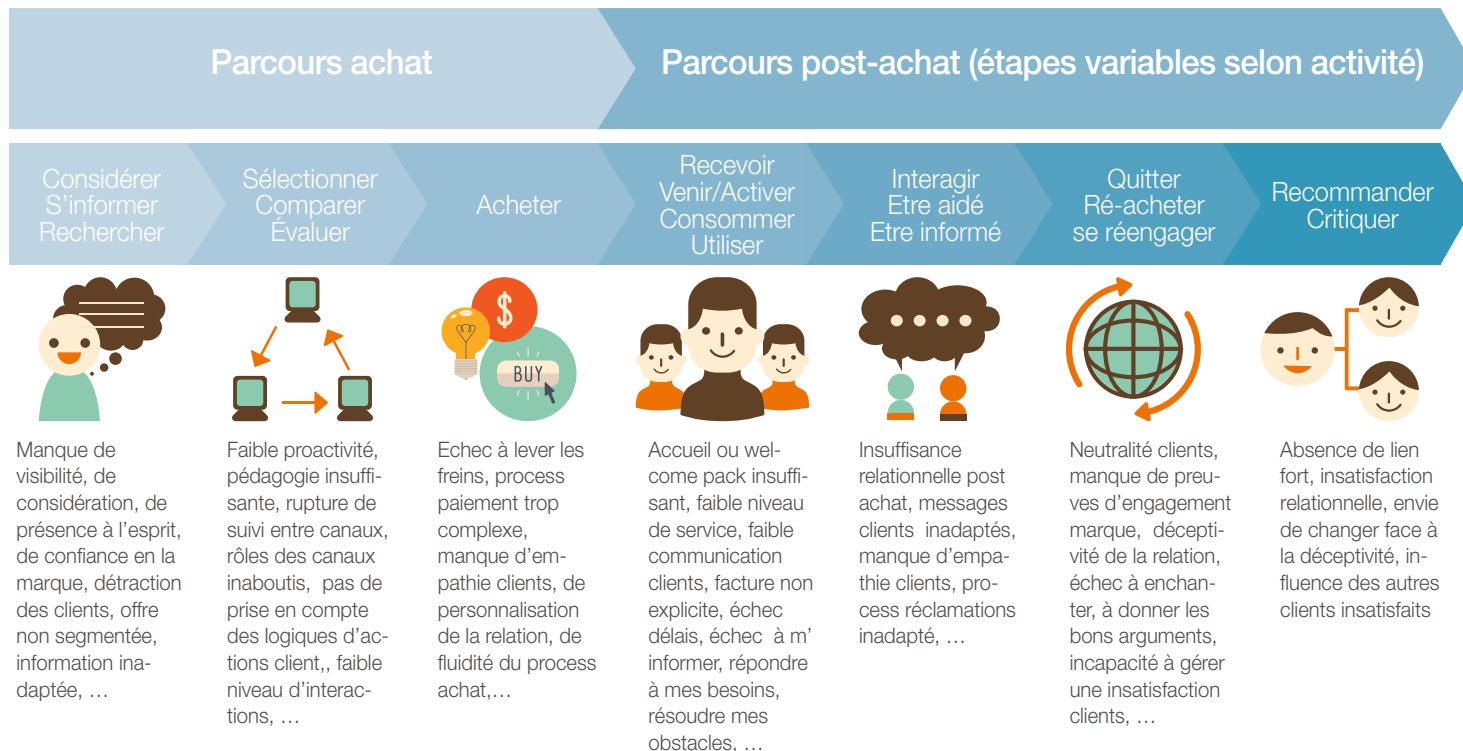 Parcours achat
Parcours post-achat (étapes variables selon activité)
Considérer
S'informer
Rechercher
Sélectionner
Comparer
Évaluer
Acheter
Recevoir
Venir/Activer
Consommer
Utiliser
Interagir
Etre aidé
Etre informé
Quitter
Ré-acheter
se réengager
Recommander
Critiquer
$
BUY
Manque de
visibilité, de
considération, de
présence à l'esprit,
de confiance en la
marque, détraction
des clients, offre
non segmentée,
information ina-
daptée, …
Faible proactivité,
pédagogie insuffi-
sante, rupture de
suivi entre canaux,
rôles des canaux
inaboutis,  pas de
prise en compte
des logiques d'ac-
tions client,, faible
niveau d'interac-
tions, …
Echec à lever les
freins, process
paiement trop
complexe,
manque d'em-
pathie clients, de
personnalisation
de la relation, de
fluidité du process
achat,…
Accueil ou wel-
come pack insuffi-
sant, faible niveau
de service, faible
communication
clients, facture non
explicite, échec
délais, échec  à m'
informer, répondre
à mes besoins,
résoudre mes
obstacles, …
Insuffisance
relationnelle post
achat, messages
clients  inadaptés,
manque d'empa-
thie clients, pro-
cess réclamations
inadapté, …
Neutralité clients,
manque de preu-
ves d'engagement
marque,  décepti-
vité de la relation,
échec à enchan-
ter, à donner les
bons arguments,
incapacité à gérer
une insatisfaction
clients, …
Absence de lien
fort, insatisfaction
relationnelle, envie
de changer face à
la déceptivité, in-
fluence des autres
clients insatisfaits